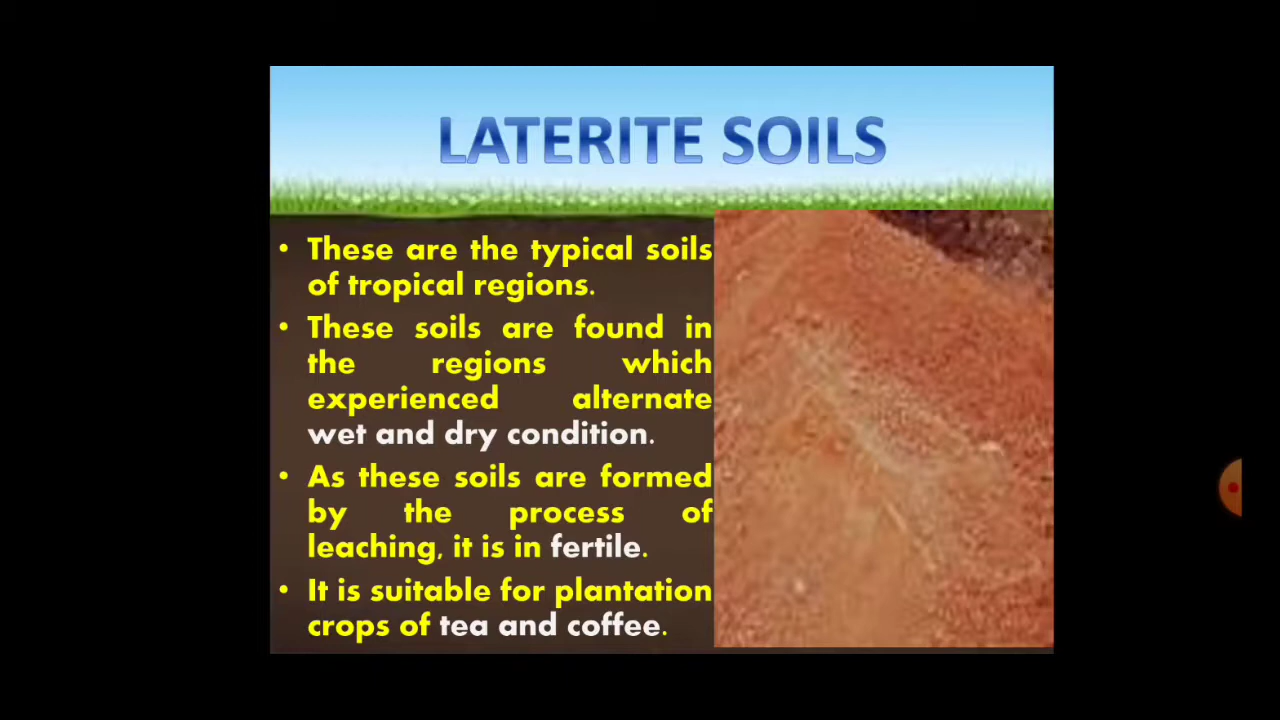 LATERITE SOILS
• These are the typical soils
of tropical regions.
• These soils are found in
the regions which
experienced alternate
wet and dry condition.
• As these soils are formed
by the process of
leaching, it is in fertile.
• It is suitable for plantation
crops of tea and coffee.